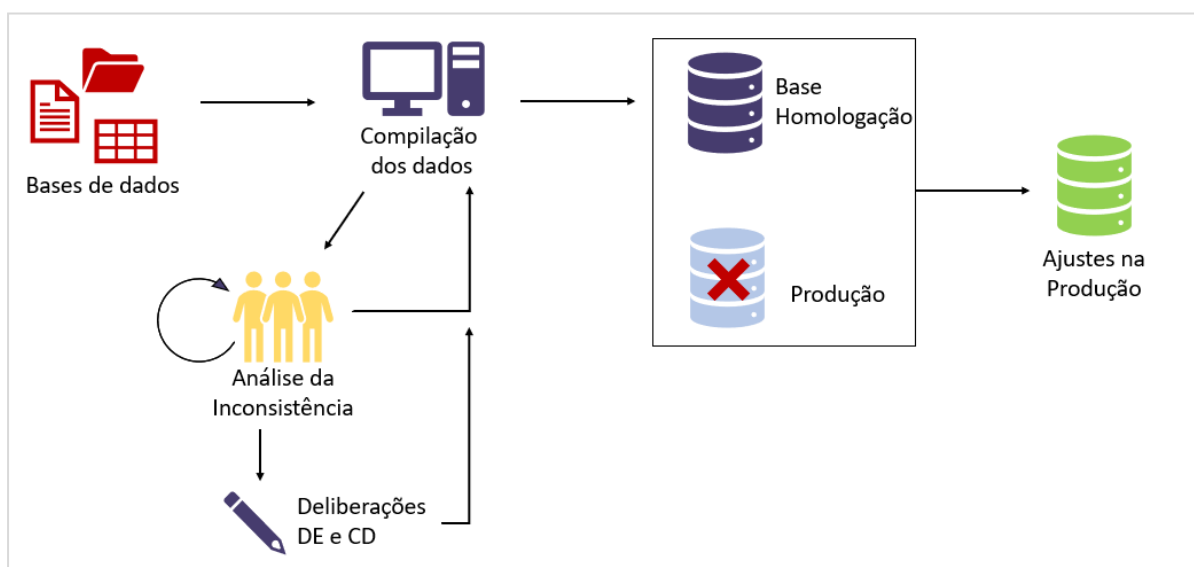 Bases de dados
Compilação
dos dados
Base
Homologação
Produção
Ajustes na
Produção
Análise da
Inconsistência
Deliberações
DE e CD